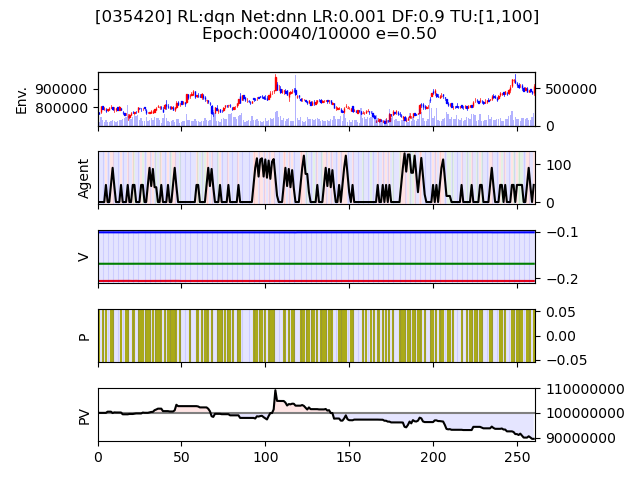 [035420] RL:dqn Net:dnn LR:0.001 DF:0.9 TU:[1,100]
Epoch:00040/10000 e=0.50
Env.
900000
800000
500000
0
Agent
100
0
V
−0.1
−0.2
P
0.05
0.00
−0.05
PV
110000000
100000000
90000000
0 50 100 150 200 250